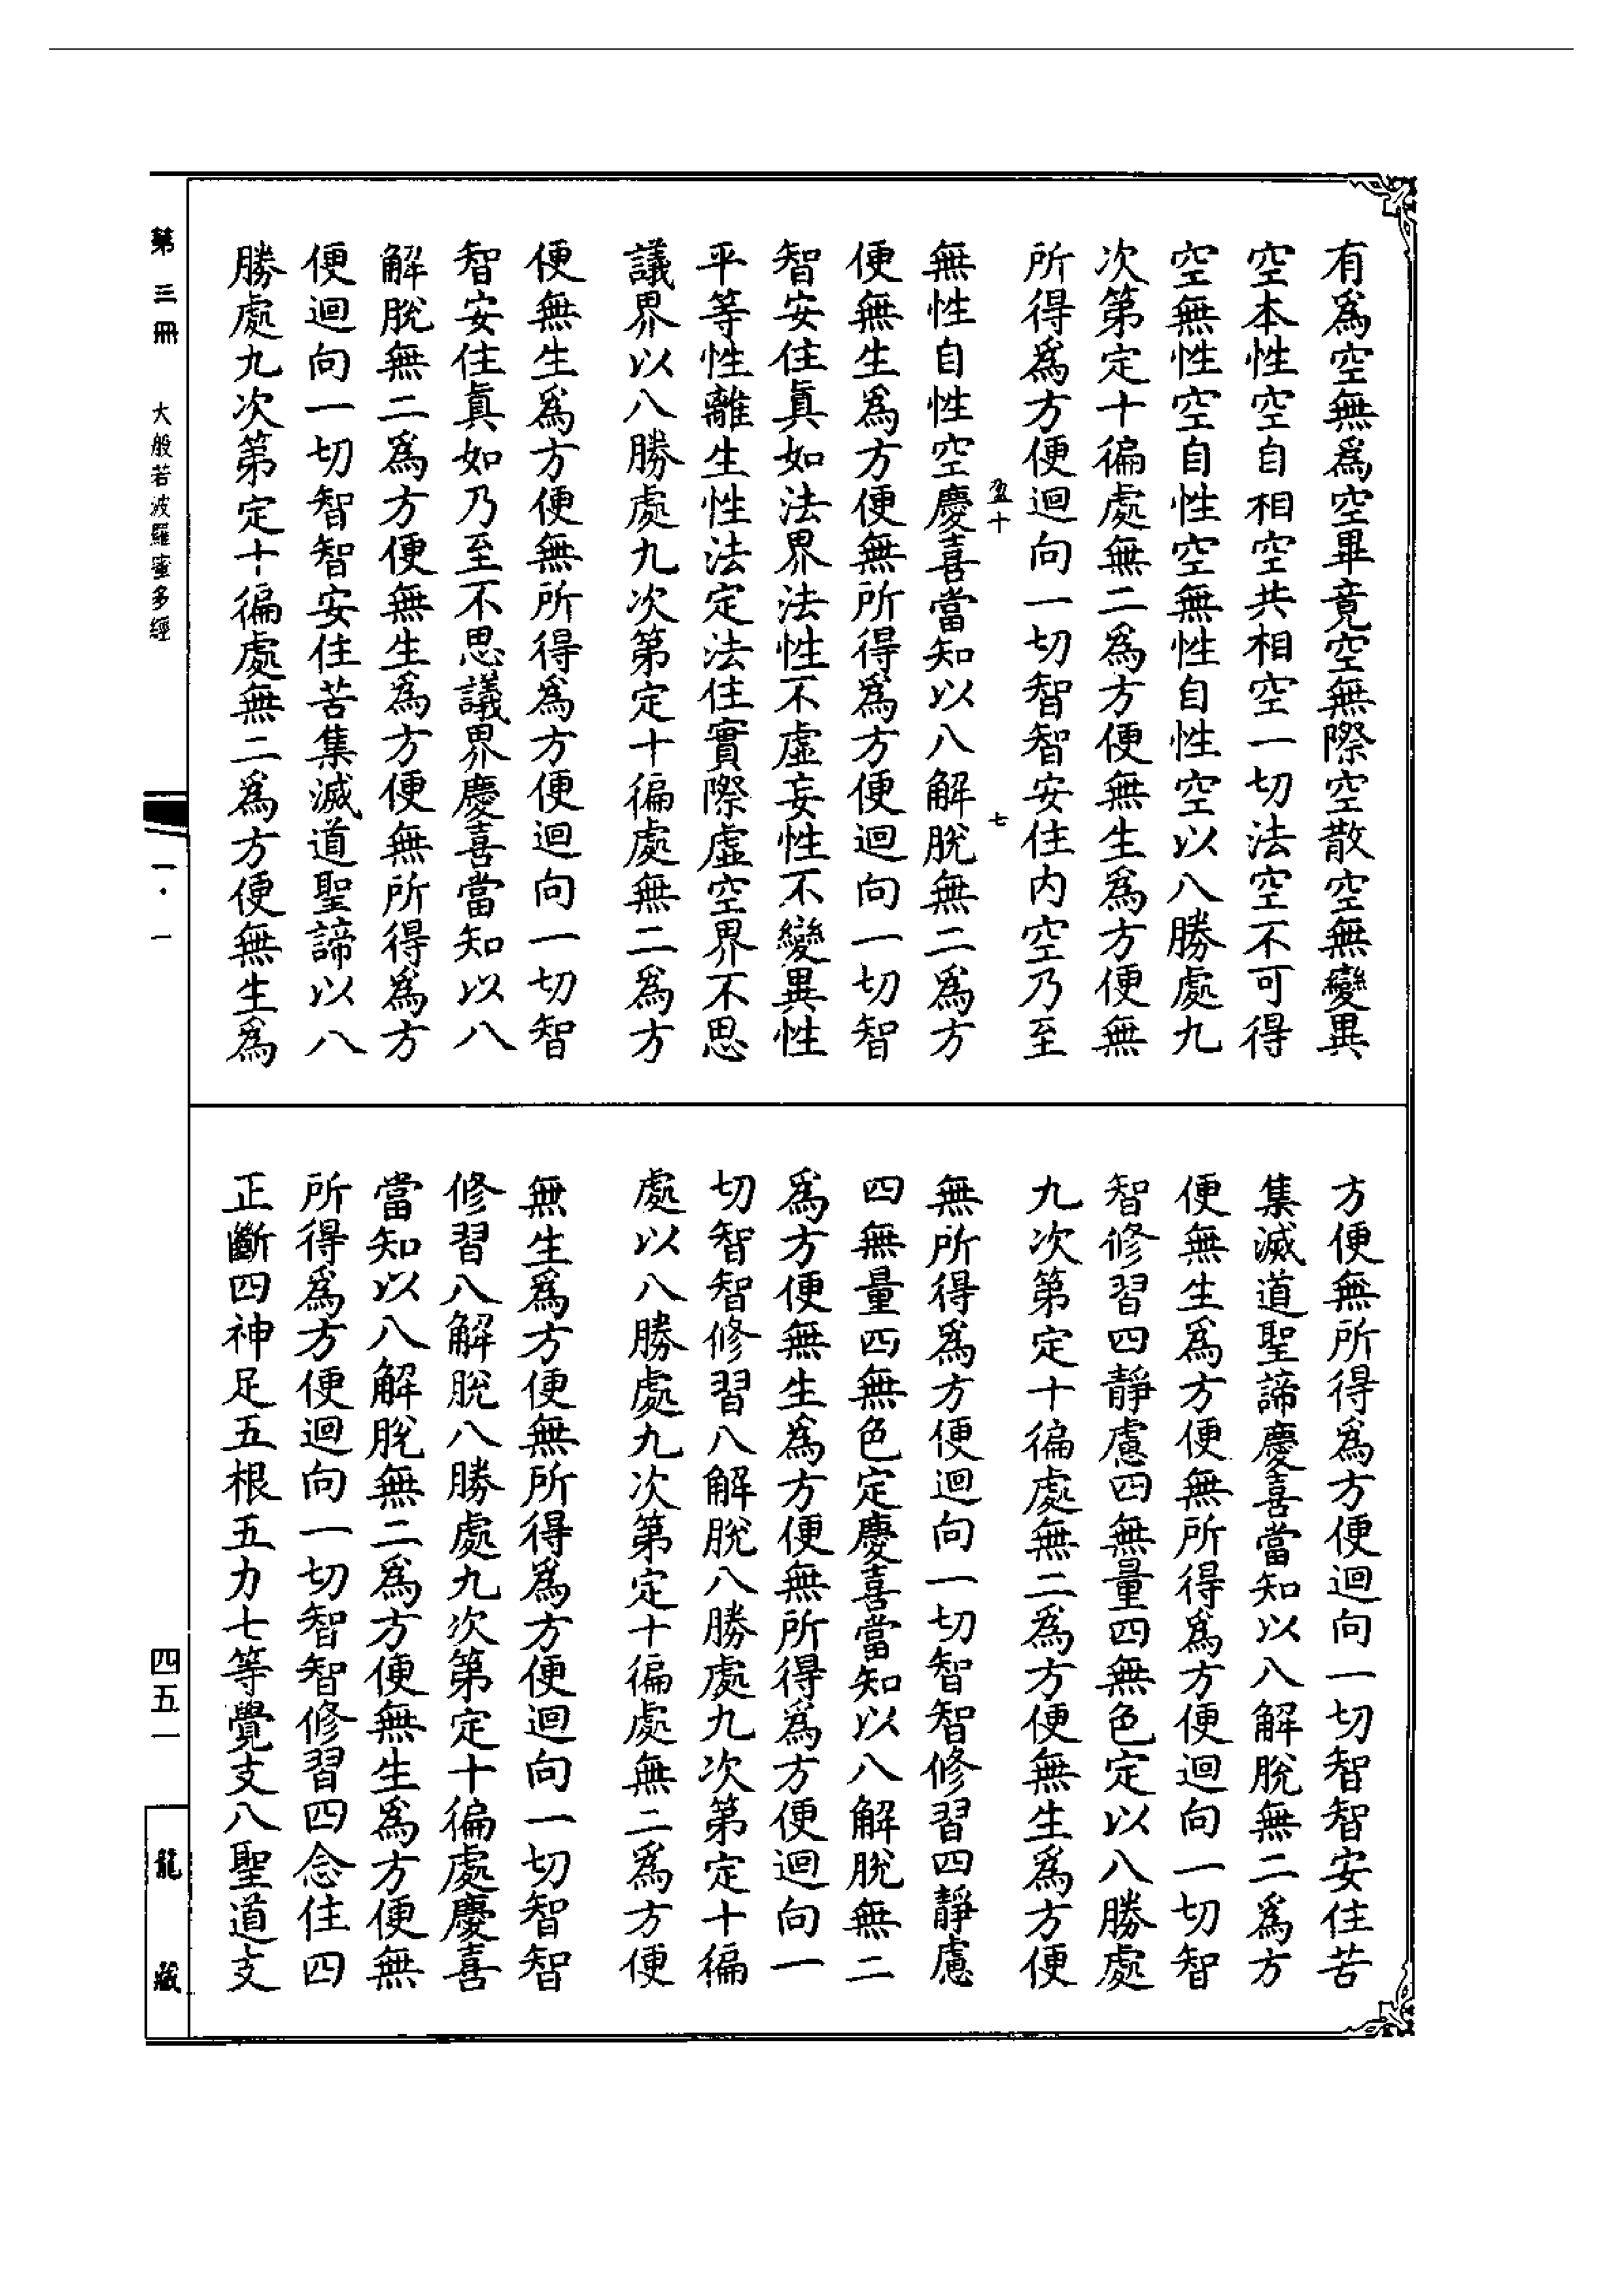 有爲空無爲空畢竟空無際空散空無變異
空本性空自相空共相空一切法空不可得
空無性空自性空無性自性空以八勝處九
次第定十徧處無二爲方便無生爲方便無
所得爲方便迴向一切智智安住内空乃至
盈十
七
無性自性空慶喜當知以八解脫無二爲方
便無生爲方便無所得爲方便迴向一切智
智安住眞如法界法性不虛妄性不變異性
平等性離生性法定法住實際虛空界不思
議界以八勝處九次第定十徧處無二爲方
便無生爲方便無所得爲方便迴向一切智
智安住眞如乃至不思議界慶喜當知以八
解脫無二爲方便無生爲方便無所得爲方
便迴向一切智智安住苦集滅道聖諦以八
勝處九次第定十徧處無二爲方便無生爲
方便無所得爲方便迴向一切智智安住苦
集滅道聖諦慶喜當知以八解脫無二爲方
便無生爲方便無所得爲方便迴向一切智
智修習四靜慮四無量四無色定以八勝處
九次第定十徧處無二爲方便無生爲方便
無所得爲方便迴向一切智智修習四靜慮
四無量四無色定慶喜當知以八解脫無二
爲方便無生爲方便無所得爲方便迴向一
切智智修習八解脫八勝處九次第定十徧
處以八勝處九次第定十徧處無二爲方便
無生爲方便無所得爲方便迴向一切智智
修習八解脫八勝處九次第定十徧處慶喜
當知以八解脫無二爲方便無生爲方便無
所得爲方便迴向一切智智修習四念住四
正斷四神足五根五力七等覺支八聖道支
第三冊 大般若波羅蜜多經 一·一 四五一 龍藏